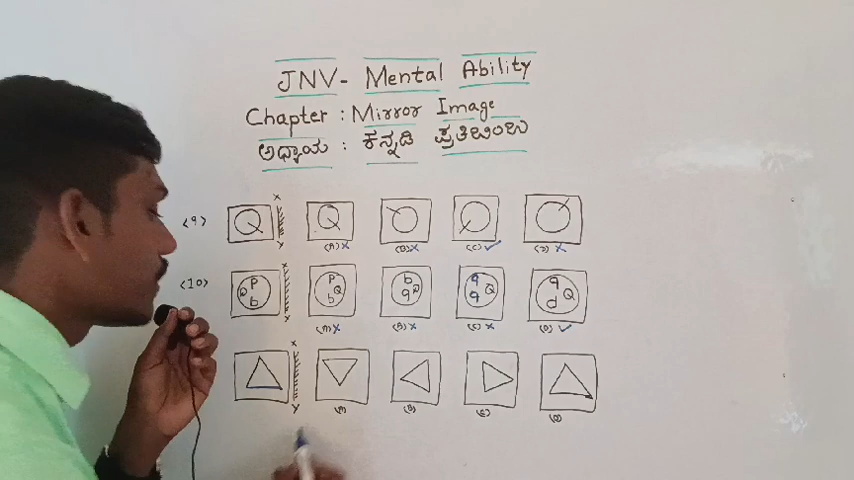 JNV- Mental Ability
Chapter : Mirror Image
ಅಧ್ಯಾಯ : ಕನ್ನಡಿ ಪ್ರತಿಬಿಂಬ
<9> Q X Y Q
(A) × (B) × (C) ✓ (D) ×
<10> P Q b X Y P Q b b Q q q Q q q Q d
(A) × (B) × (C) × (D) ✓
X Y
(A) (B) (C) (D)